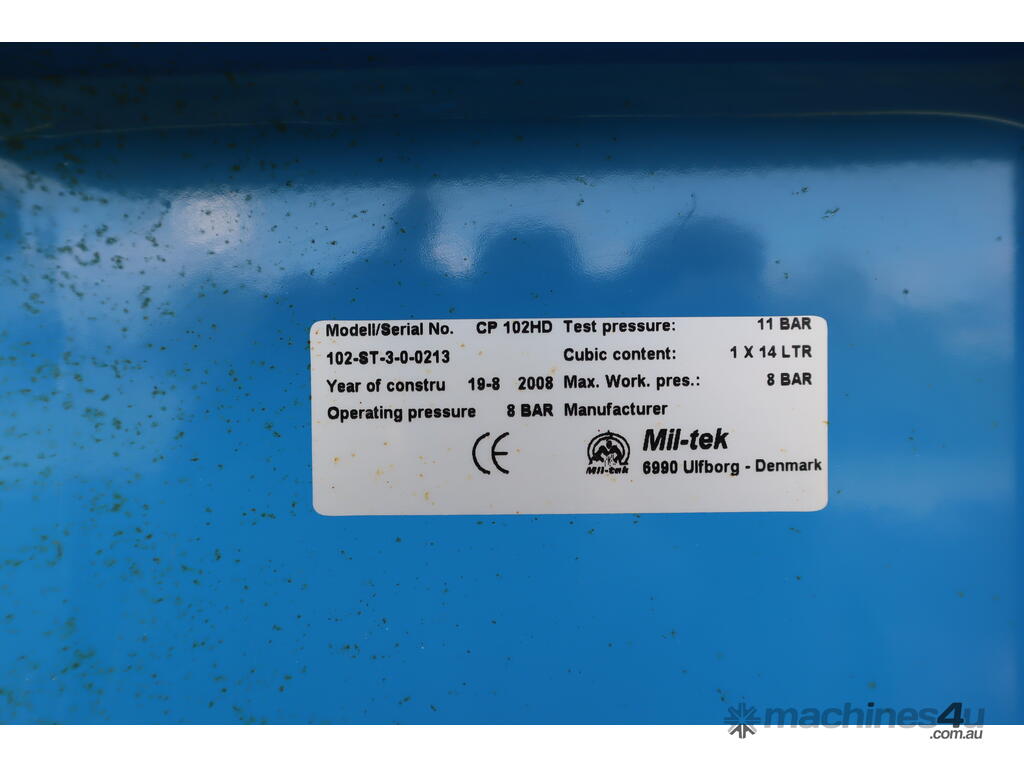 Modell/Serial No. CP 102HD Test pressure: 11 BAR
102-ST-3-0-0213 Cubic content: 1 X 14 LTR
Year of constru 19-8 2008 Max. Work. pres.: 8 BAR
Operating pressure 8 BAR Manufacturer
CE Mil-tek
Mil-tek 6990 Ulfborg - Denmark
machines4u
.com.au